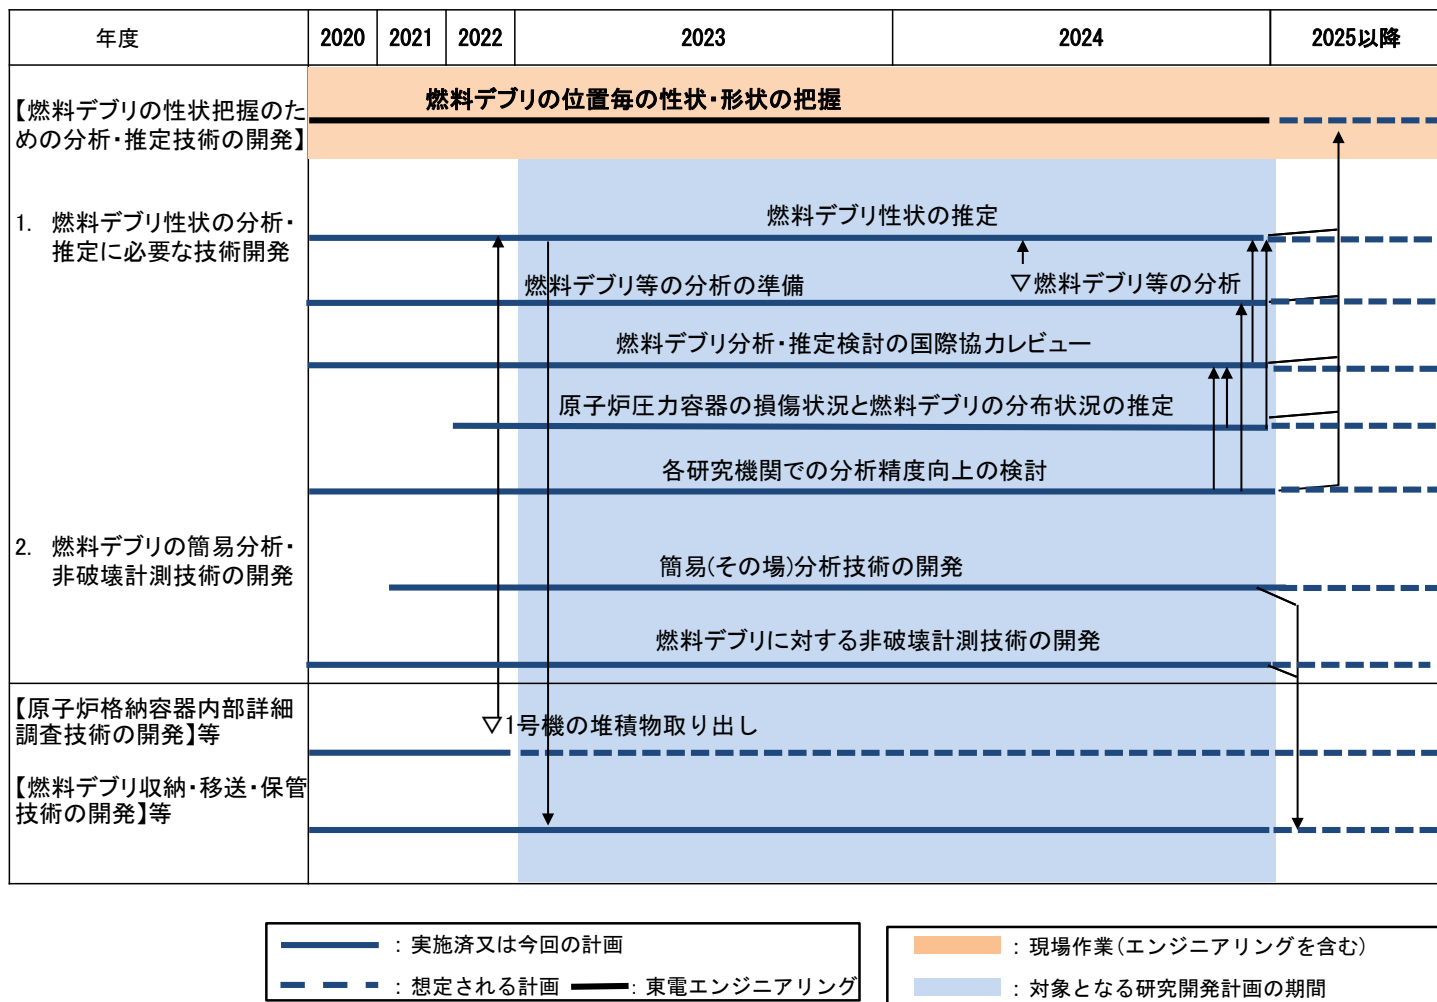 年度 2020 2021 2022 2023 2024 2025以降
【燃料デブリの性状把握のた
めの分析・推定技術の開発】
燃料デブリの位置毎の性状・形状の把握
1. 燃料デブリ性状の分析・
推定に必要な技術開発
燃料デブリ性状の推定
燃料デブリ等の分析の準備
▽燃料デブリ等の分析
燃料デブリ分析・推定検討の国際協力レビュー
原子炉圧力容器の損傷状況と燃料デブリの分布状況の推定
各研究機関での分析精度向上の検討
2. 燃料デブリの簡易分析・
非破壊計測技術の開発
簡易(その場)分析技術の開発
燃料デブリに対する非破壊計測技術の開発
【原子炉格納容器内部詳細
調査技術の開発】等
▽1号機の堆積物取り出し
【燃料デブリ収納・移送・保管
技術の開発】等
：実施済又は今回の計画
：想定される計画 ：東電エンジニアリング
：現場作業(エンジニアリングを含む)
：対象となる研究開発計画の期間